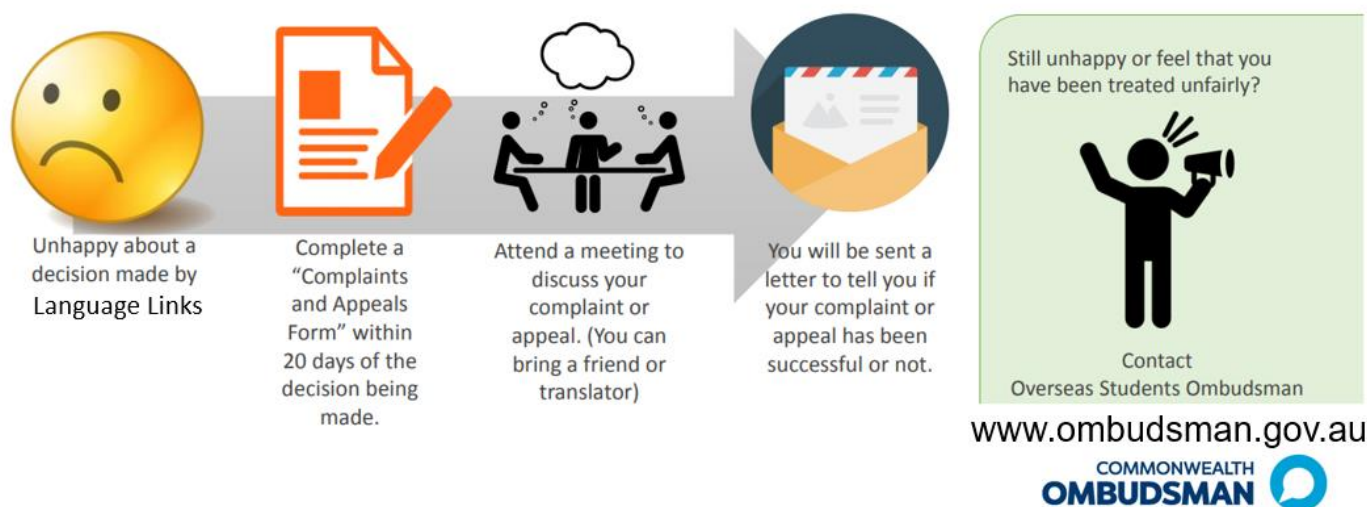 Unhappy about a
decision made by
Language Links
Complete a
“Complaints
and Appeals
Form” within
20 days of the
decision being
made.
Attend a meeting to
discuss your
complaint or
appeal. (You can
bring a friend or
translator)
You will be sent a
letter to tell you if
your complaint or
appeal has been
successful or not.
Still unhappy or feel that you
have been treated unfairly?
Contact
Overseas Students Ombudsman
www.ombudsman.gov.au
COMMONWEALTH
OMBUDSMAN